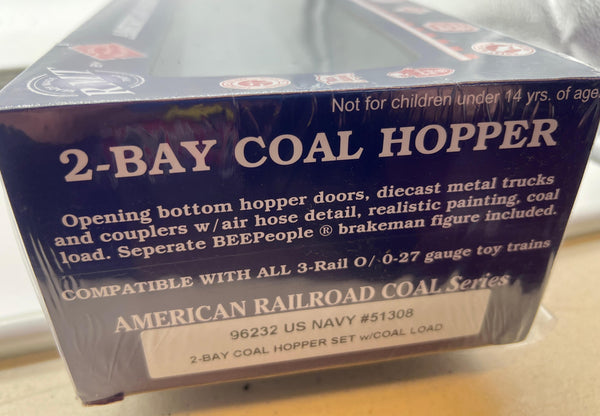 Not for children under 14 yrs. of age
2-BAY COAL HOPPER
Opening bottom hopper doors, diecast metal trucks
and couplers w/air hose detail, realistic painting, coal
load. Seperate BEEPeople ® brakeman figure included.
COMPATIBLE WITH ALL 3-Rail O/ 0-27 gauge toy trains
AMERICAN RAILROAD COAL Series
96232 US NAVY #51308
2-BAY COAL HOPPER SET w/COAL LOAD